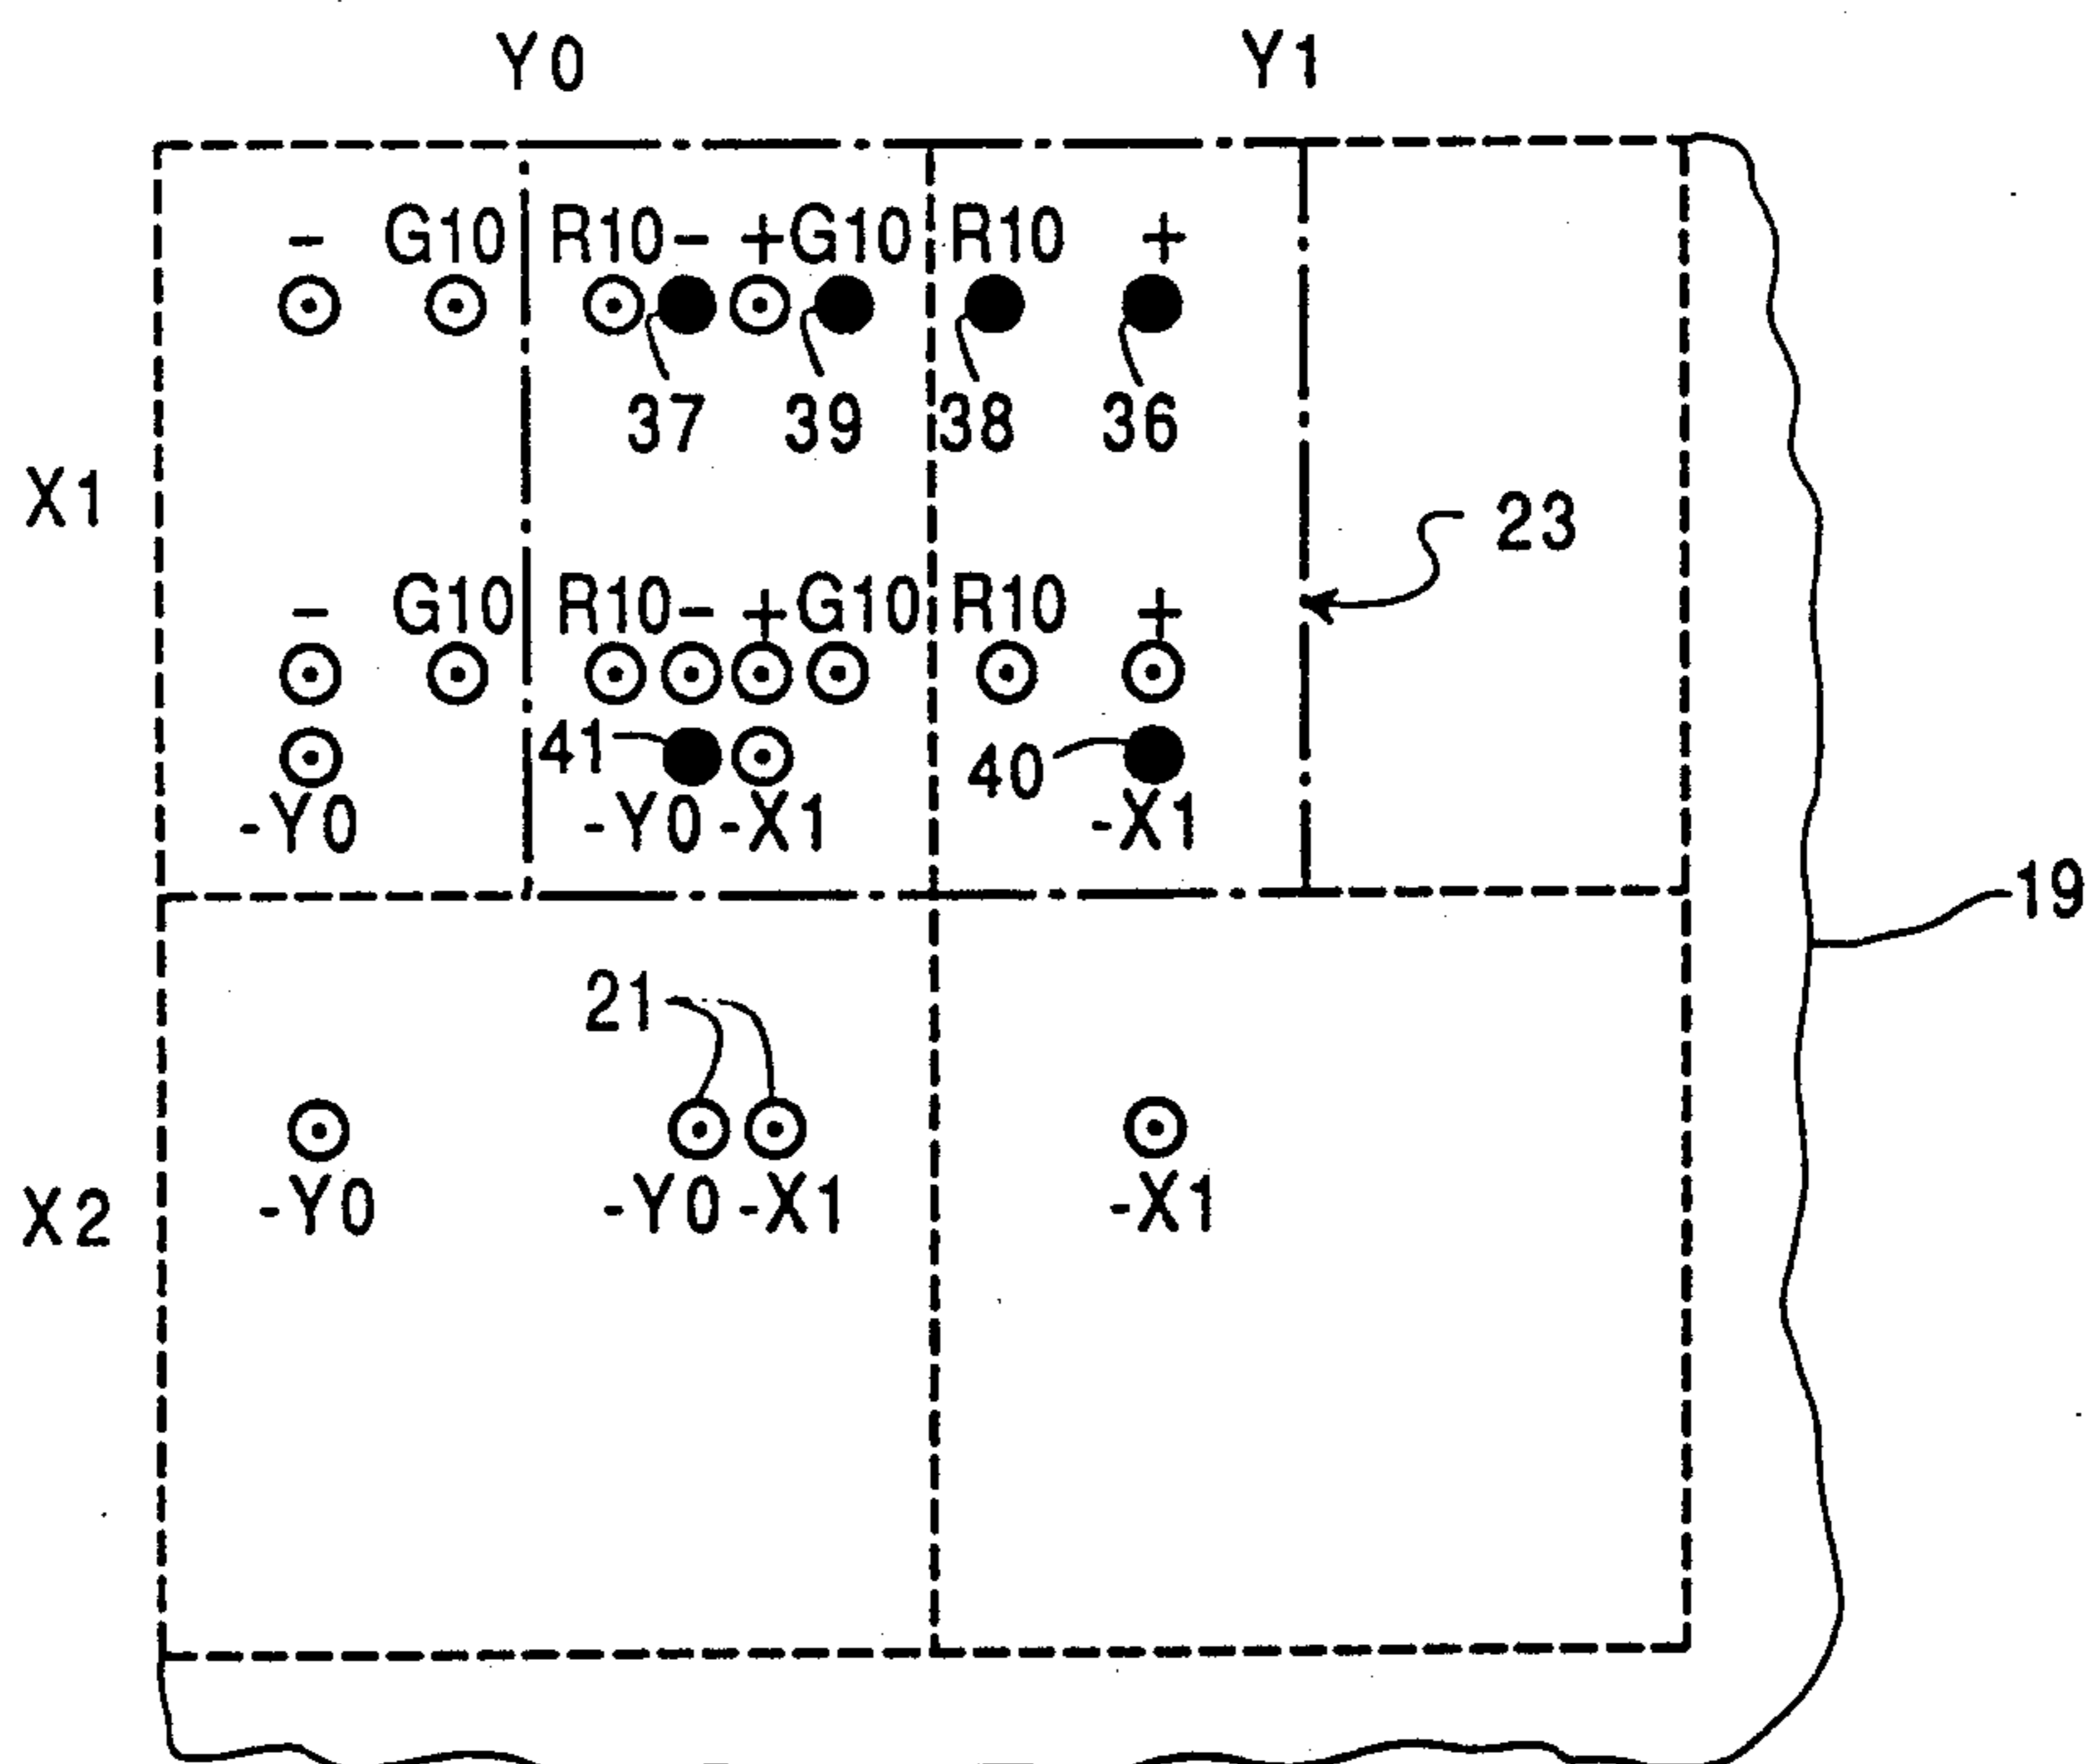 Y0 Y1
- G10 R10 - + G10 R10 +
37 39 38 36
X1
23
- G10 R10 - + G10 R10 +
41 40
-Y0 -Y0 -X1 -X1
19
21
X2
-Y0 -Y0 -X1 -X1